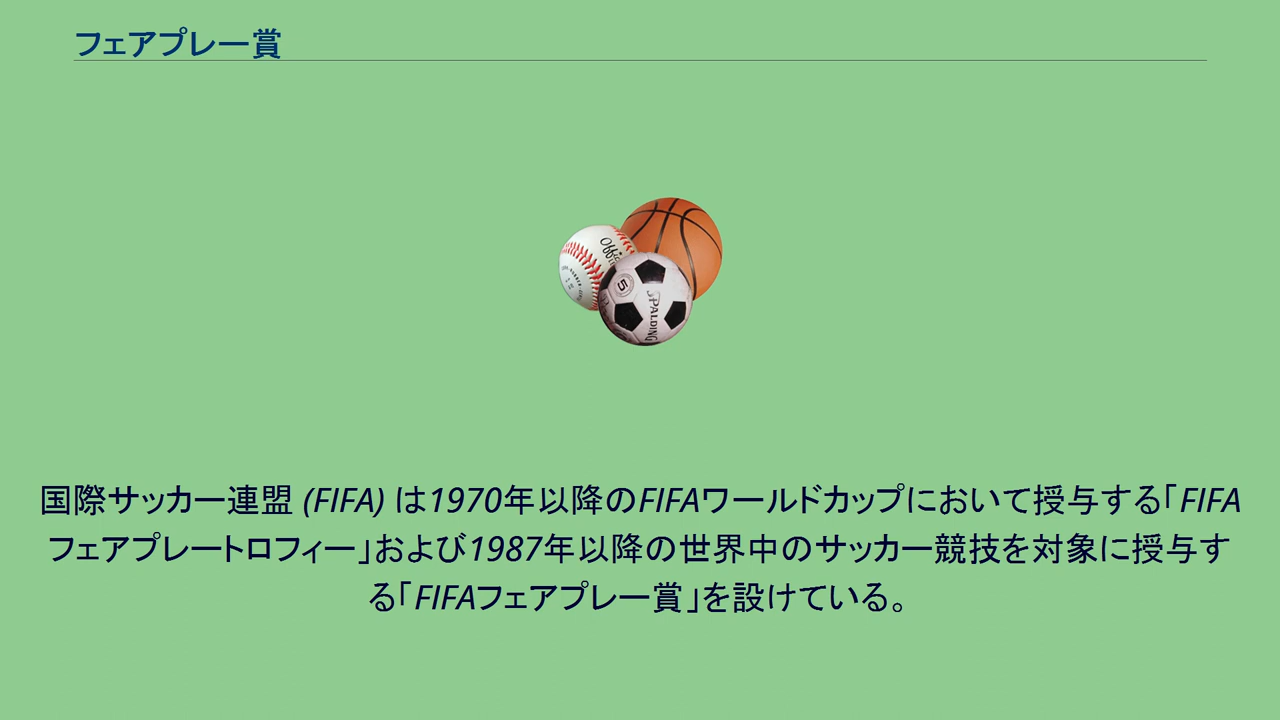 フェアプレー賞
Offic
5
SPALDING
国際サッカー連盟 (FIFA) は1970年以降のFIFAワールドカップにおいて授与する「FIFA
フェアプレートロフィー」および1987年以降の世界中のサッカー競技を対象に授与す
る「FIFAフェアプレー賞」を設けている。